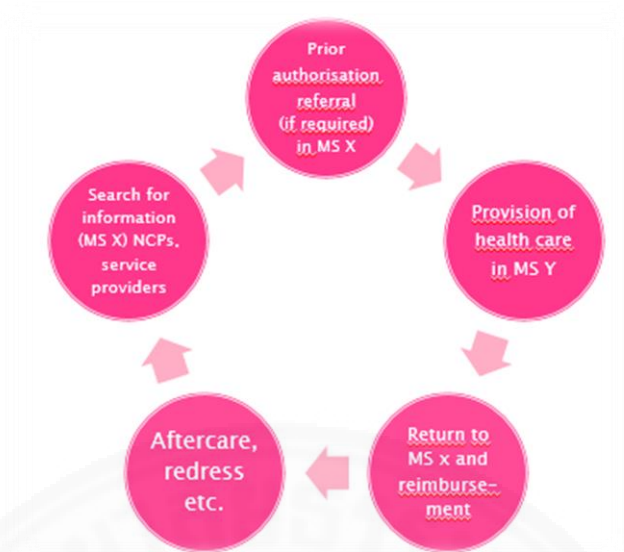 Prior
authorisation
referral
(if required)
in MS X
Provision of
health care
in MS Y
Return to
MS x and
reimburse-
ment
Aftercare,
redress
etc.
Search for
information
(MS X) NCPs,
service
providers